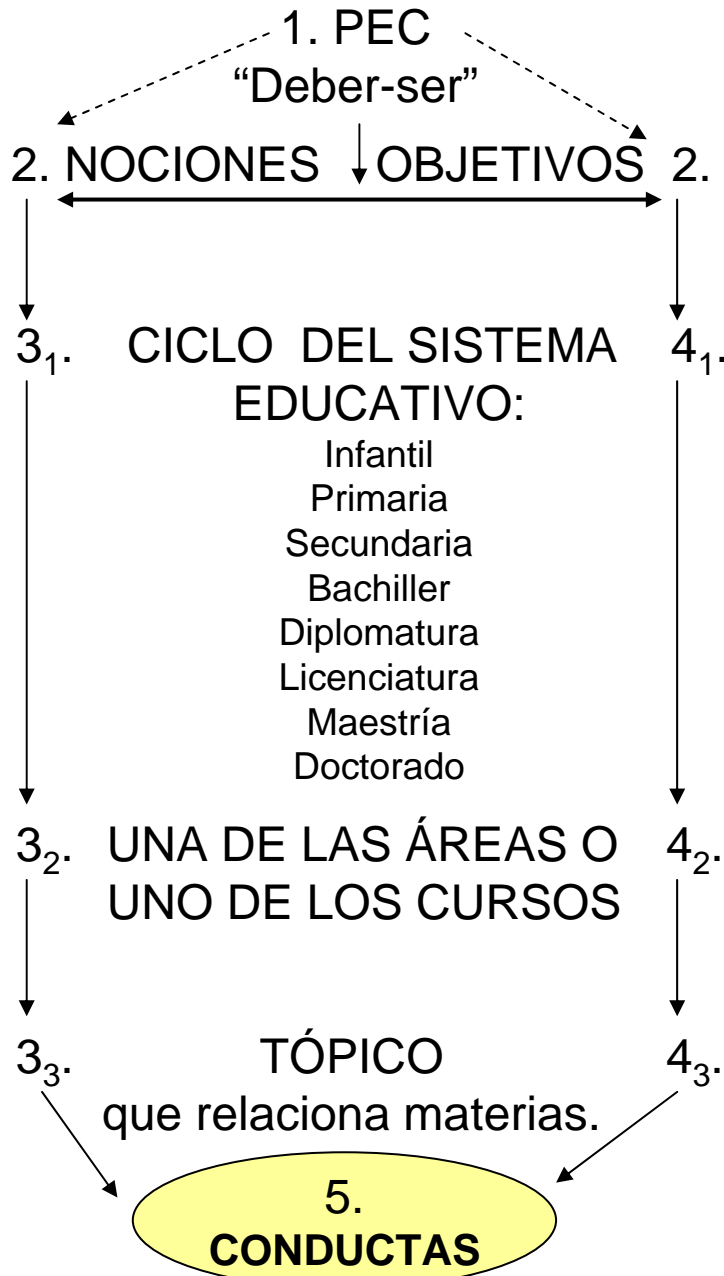 1. PEC
“Deber-ser”
2. NOCIONES OBJETIVOS 2.
3₁. CICLO DEL SISTEMA 4₁.
EDUCATIVO:
Infantil
Primaria
Secundaria
Bachiller
Diplomatura
Licenciatura
Maestría
Doctorado
3₂. UNA DE LAS ÁREAS O 4₂.
UNO DE LOS CURSOS
3₃. TÓPICO 4₃.
que relaciona materias.
5.
CONDUCTAS